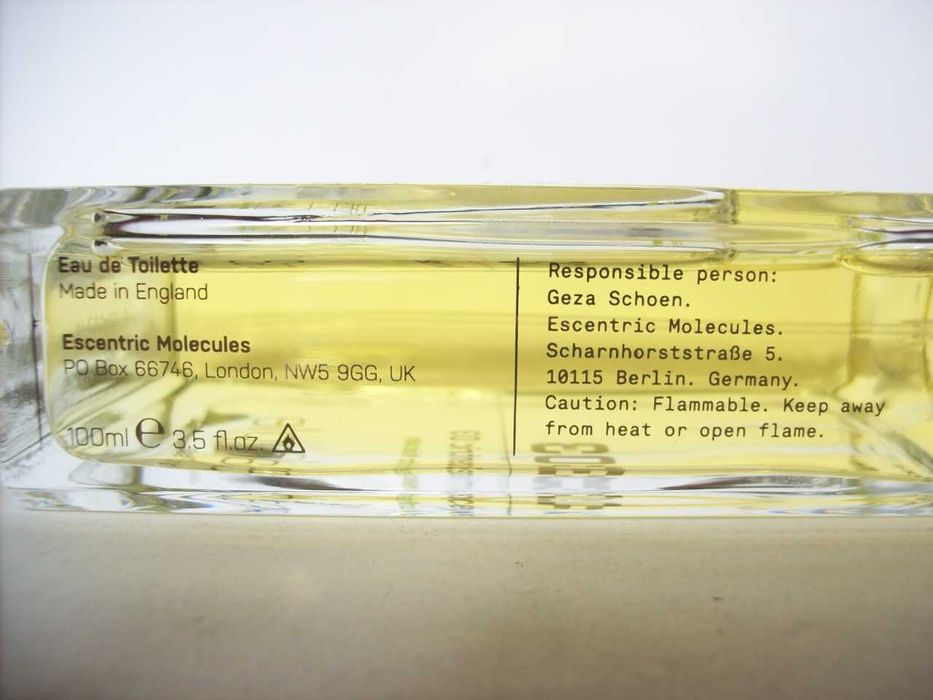 Eau de Toilette
Made in England
Escentric Molecules
PO Box 66746, London, NW5 9GG, UK
100ml ℮ 3.5 fl.oz.
Responsible person:
Geza Schoen.
Escentric Molecules.
Scharnhorststraße 5.
10115 Berlin. Germany.
Caution: Flammable. Keep away
from heat or open flame.